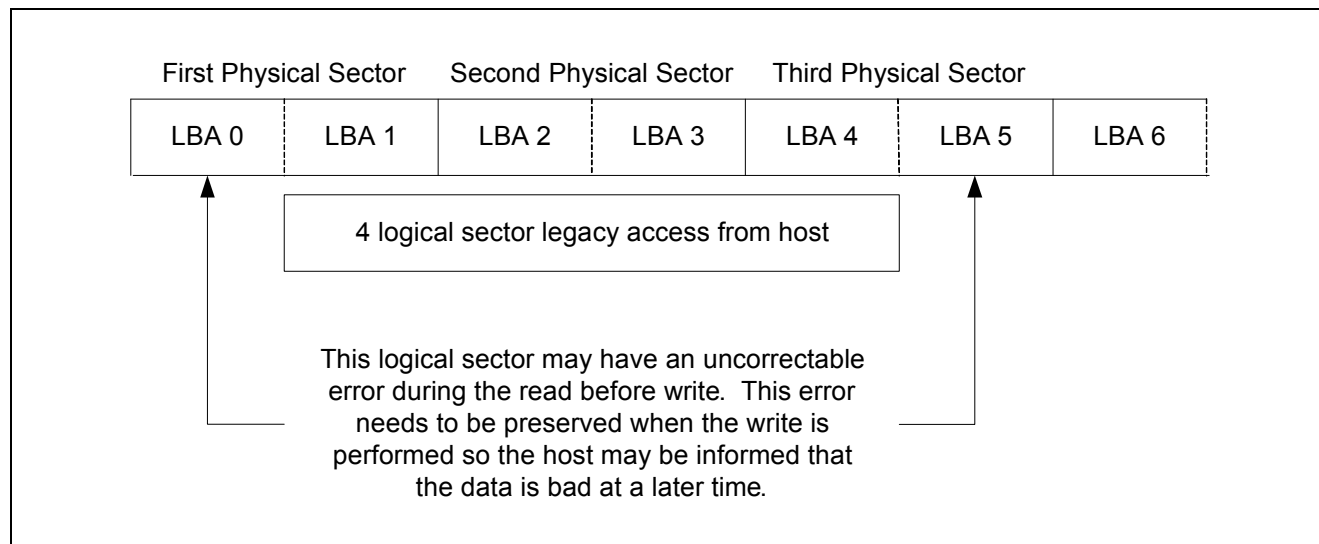 First Physical Sector Second Physical Sector Third Physical Sector
LBA 0 LBA 1 LBA 2 LBA 3 LBA 4 LBA 5 LBA 6
4 logical sector legacy access from host
This logical sector may have an uncorrectable
error during the read before write. This error
needs to be preserved when the write is
performed so the host may be informed that
the data is bad at a later time.